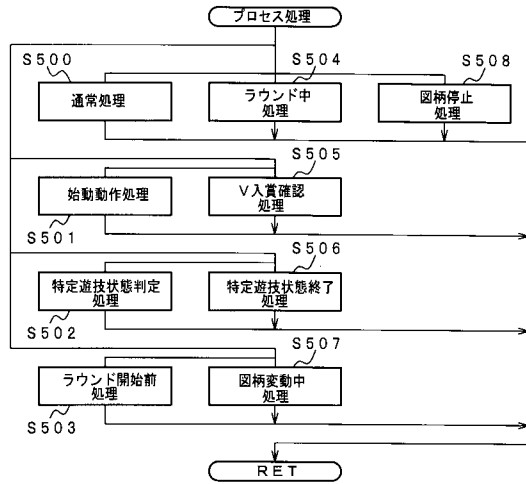 プロセス処理
S500
S504
S508
通常処理
ラウンド中
処理
図柄停止
処理
S505
始動動作処理
V入賞確認
処理
S501
S506
特定遊技状態判定
処理
特定遊技状態終了
処理
S502
S507
ラウンド開始前
処理
図柄変動中
処理
S503
RET